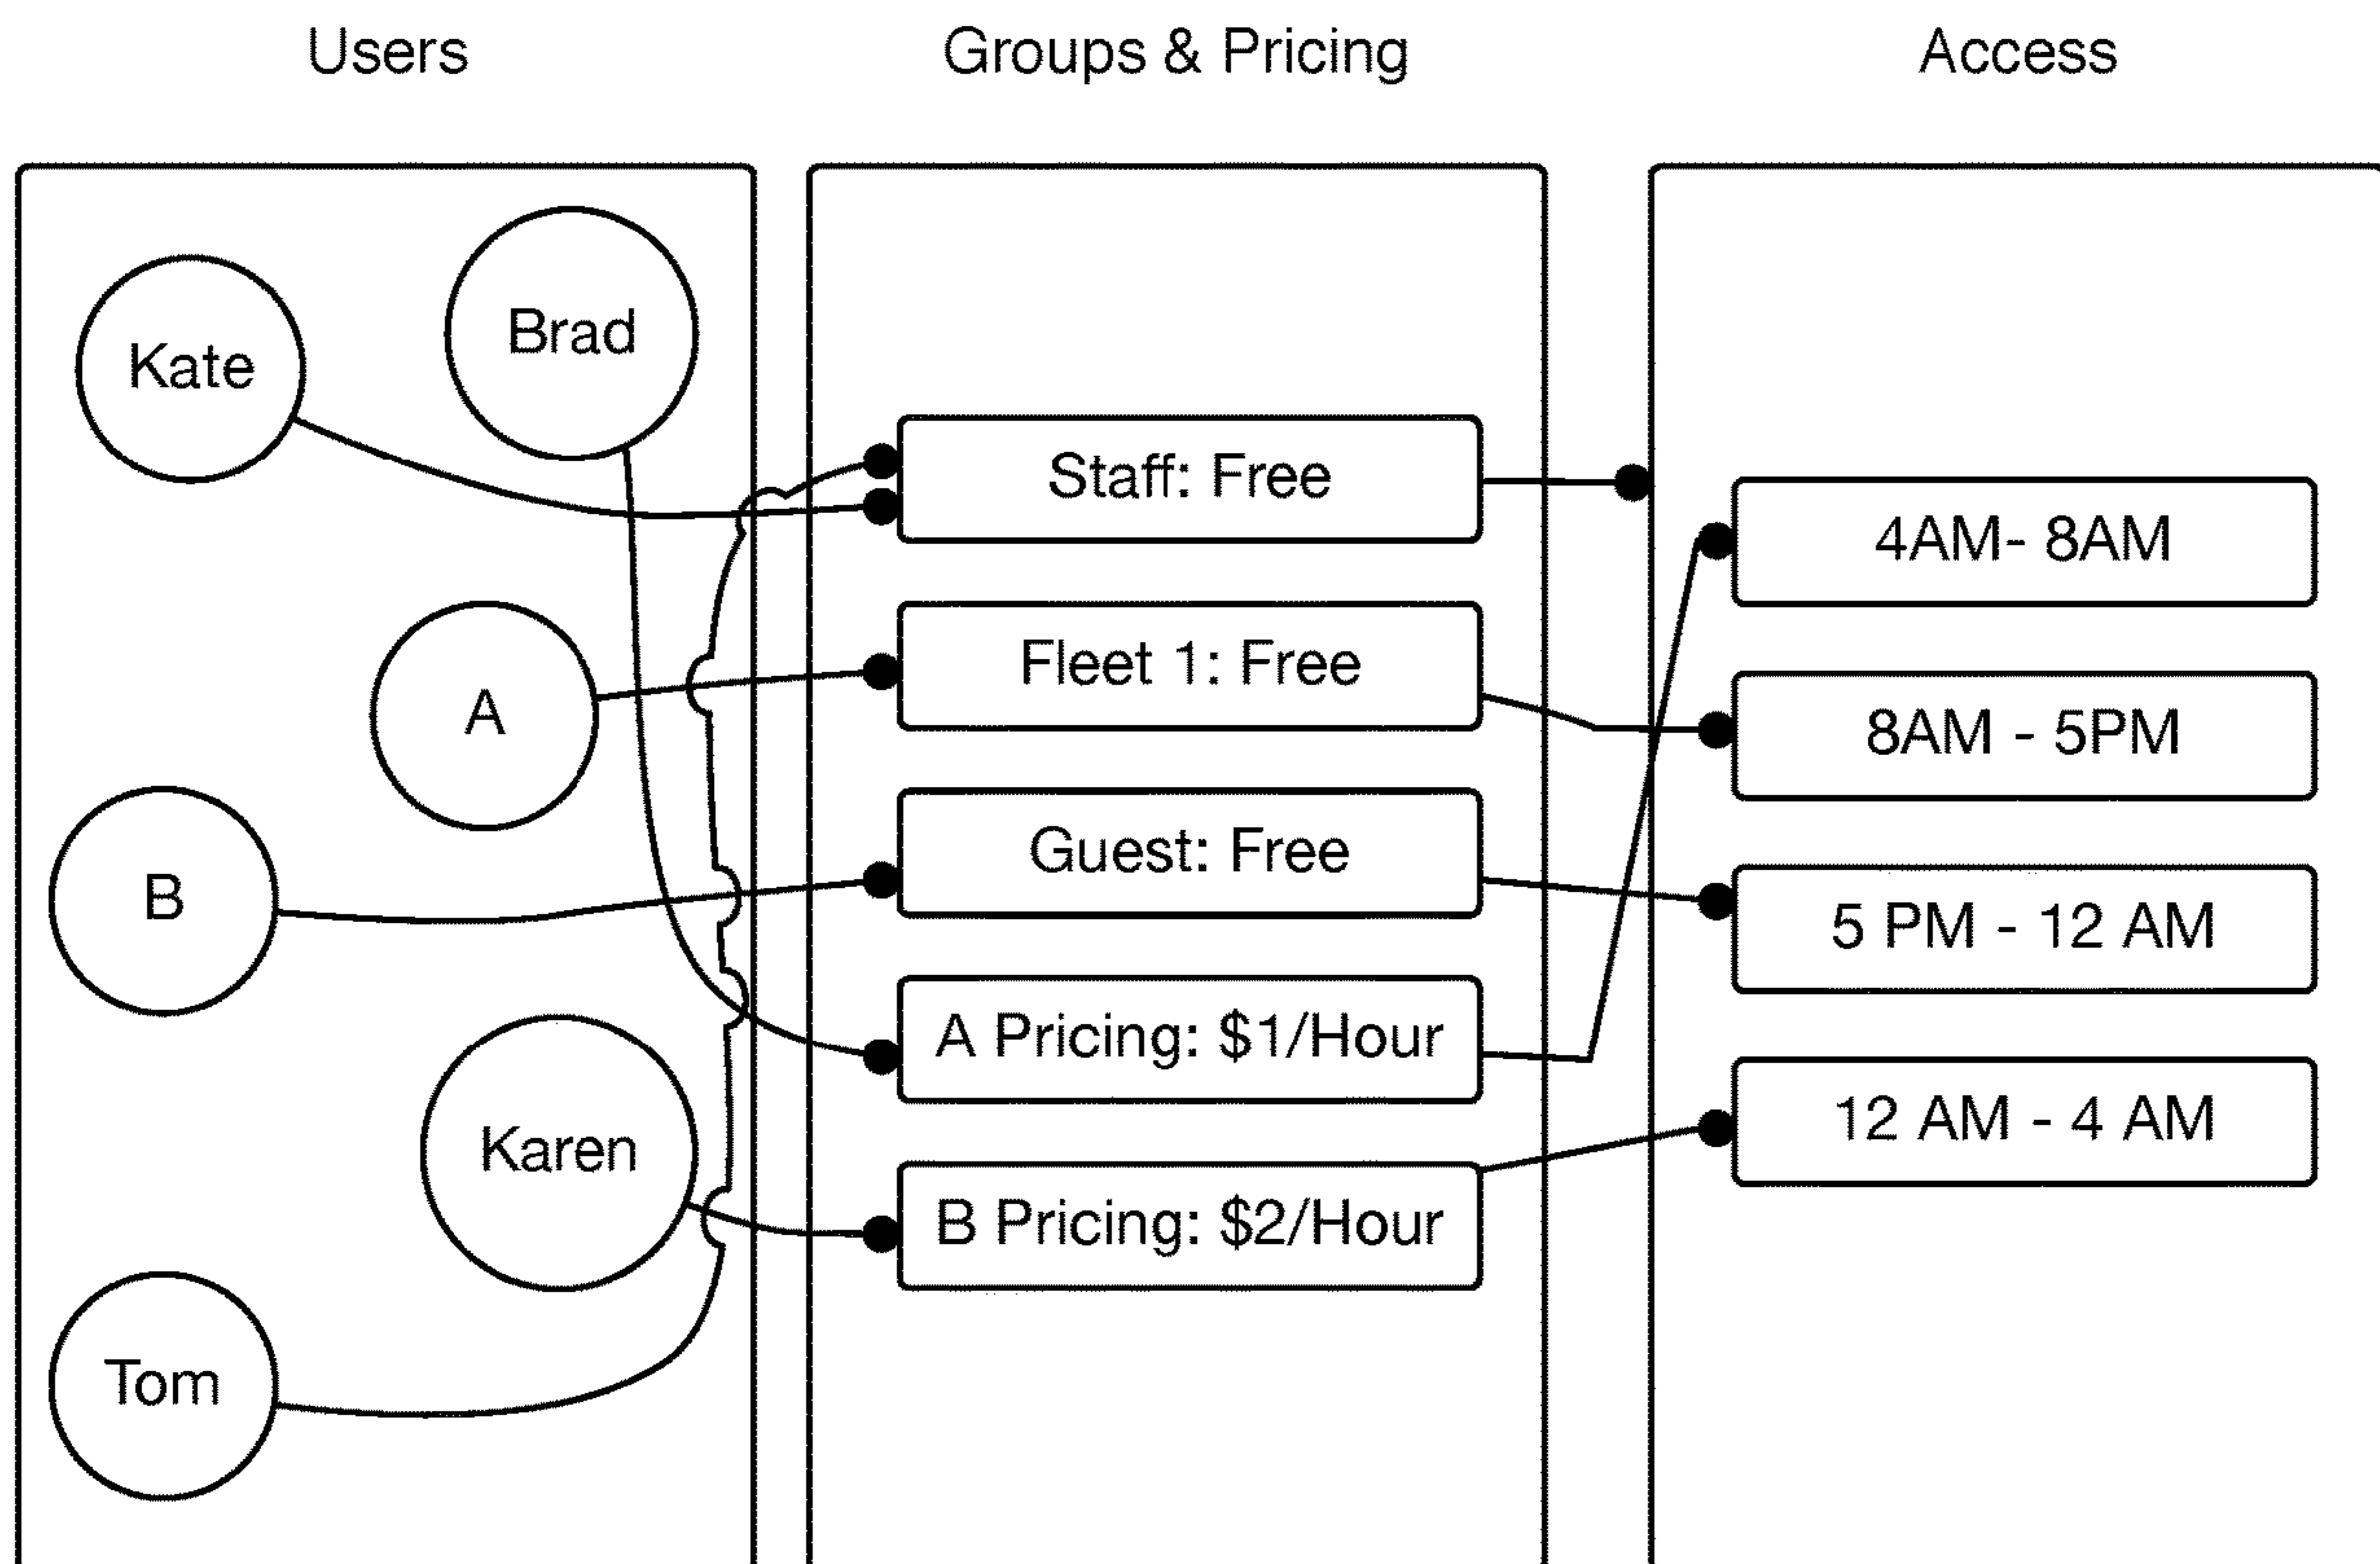 Users
Groups & Pricing
Access
Kate
Brad
A
B
Karen
Tom
Staff: Free
Fleet 1: Free
Guest: Free
A Pricing: $1/Hour
B Pricing: $2/Hour
4AM- 8AM
8AM - 5PM
5 PM - 12 AM
12 AM - 4 AM